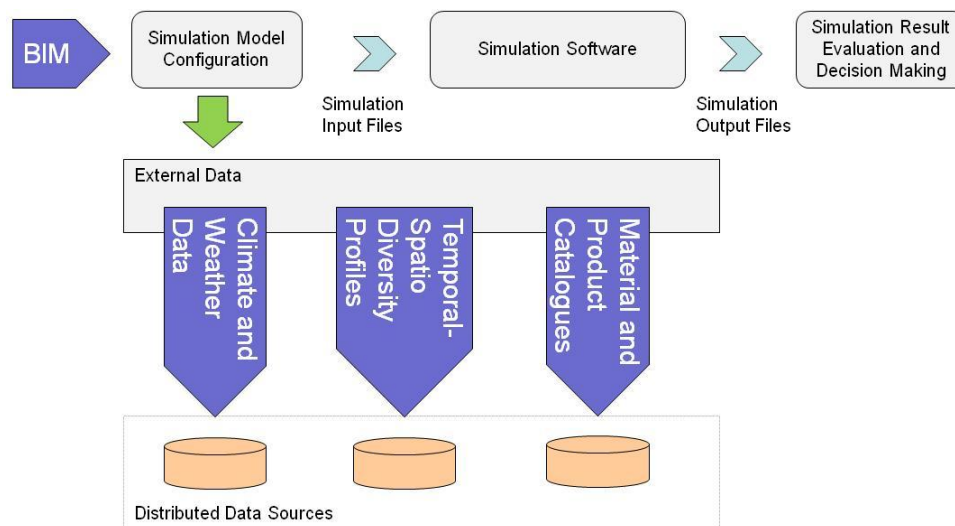 BIM
Simulation Model
Configuration
Simulation Software
Simulation Result
Evaluation and
Decision Making
Simulation
Input Files
Simulation
Output Files
External Data
Climate and
Weather
Data
Temporal-
Spatio
Diversity
Profiles
Material and
Product
Catalogues
Distributed Data Sources